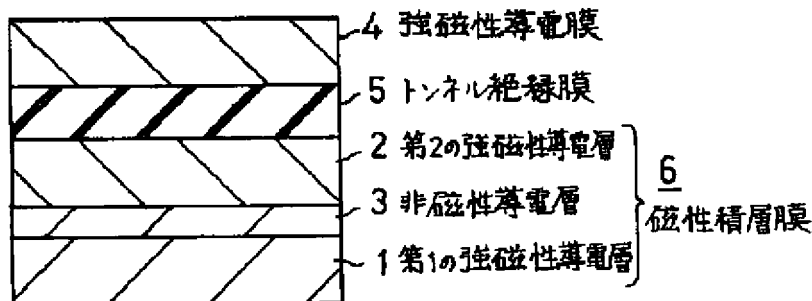 4 強磁性導電膜
5 トンネル絶縁膜
2 第2の強磁性導電層
3 非磁性導電層
1 第1の強磁性導電層
6
磁性積層膜